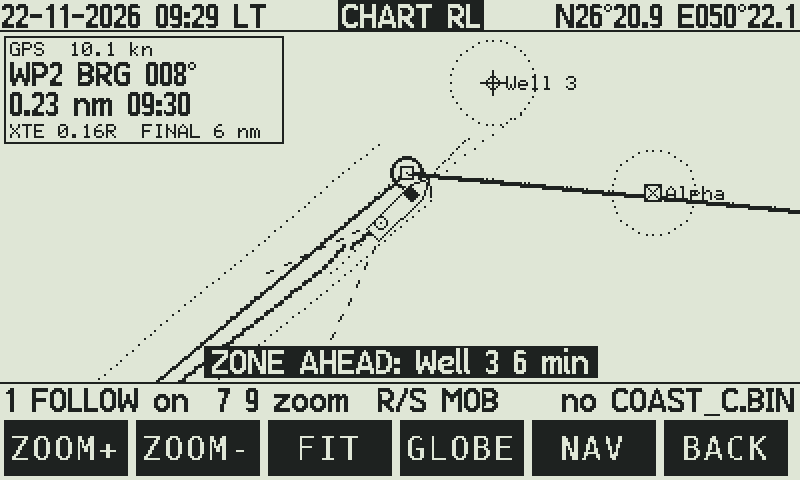 22-11-2026 09:29 LT CHART RL N26°20.9 E050°22.1
GPS 10.1 kn
WP2 BRG 008°
0.23 nm 09:30
XTE 0.16R FINAL 6 nm
Well 3
Alpha
ZONE AHEAD: Well 3 6 min
1 FOLLOW on 7 9 zoom R/S MOB no COAST_C.BIN
ZOOM+ ZOOM- FIT GLOBE NAV BACK